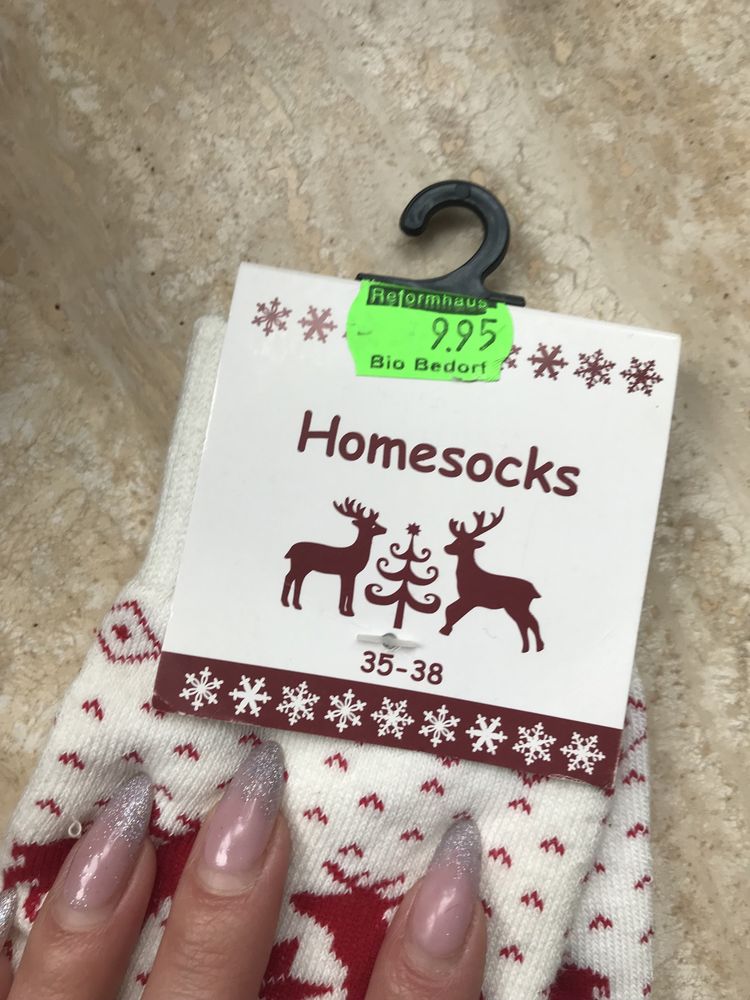 Reformhaus
9.95
Bio Bedorf
Homesocks
35-38